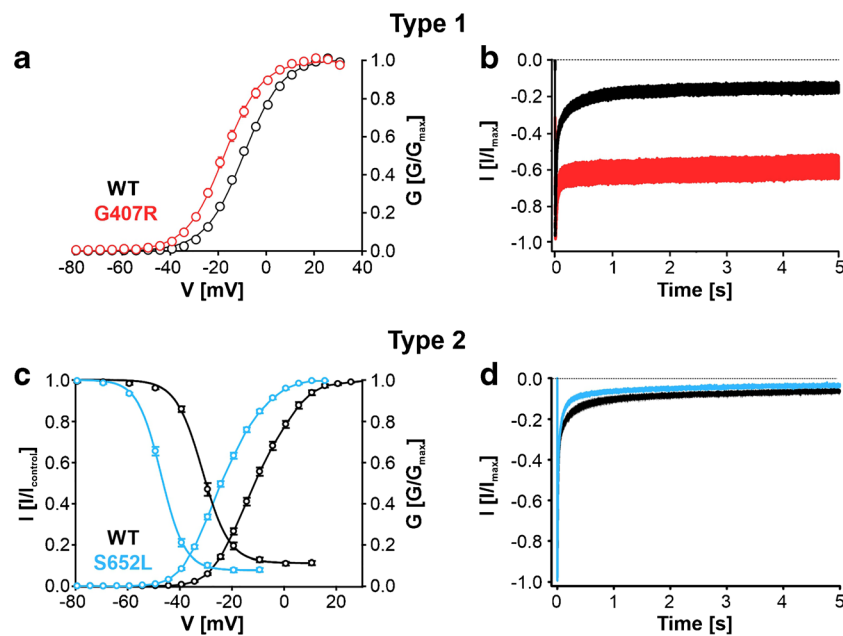 Type 1
a
WT
G407R
1.0
0.8
0.6
0.4
0.2
0.0
G [G/Gmax]
-80 -60 -40 -20 0 20 40
V [mV]
b
0.0
-0.2
-0.4
-0.6
-0.8
-1.0
I [I/Imax]
0 1 2 3 4 5
Time [s]
Type 2
c
1.0
0.8
0.6
0.4
0.2
0.0
I [I/Icontrol]
WT
S652L
1.0
0.8
0.6
0.4
0.2
0.0
G [G/Gmax]
-80 -60 -40 -20 0 20
V [mV]
d
0.0
-0.2
-0.4
-0.6
-0.8
-1.0
I [I/Imax]
0 1 2 3 4 5
Time [s]